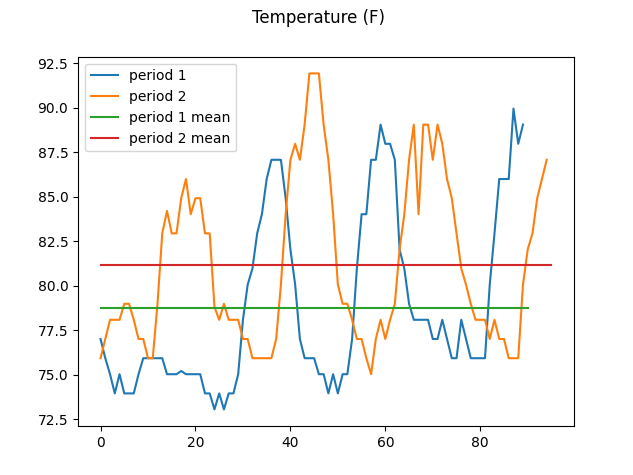 Temperature (F)
92.5
90.0
87.5
85.0
82.5
80.0
77.5
75.0
72.5
period 1
period 2
period 1 mean
period 2 mean
0 20 40 60 80